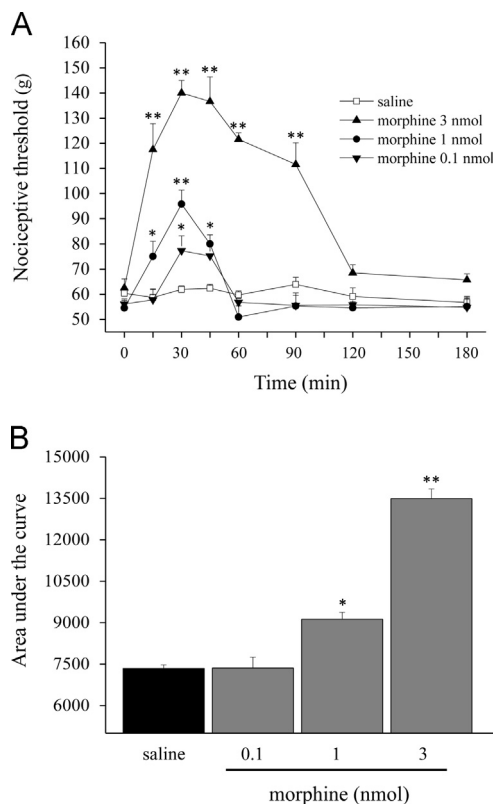 A
160
150
140
130
120
110
100
90
80
70
60
50
Nociceptive threshold (g)
** ** ** ** **
** * * * *
saline
morphine 3 nmol
morphine 1 nmol
morphine 0.1 nmol
0 30 60 90 120 180
Time (min)
B
15000
13500
12000
10500
9000
7500
6000
Area under the curve
*
**
saline 0.1 1 3
morphine (nmol)